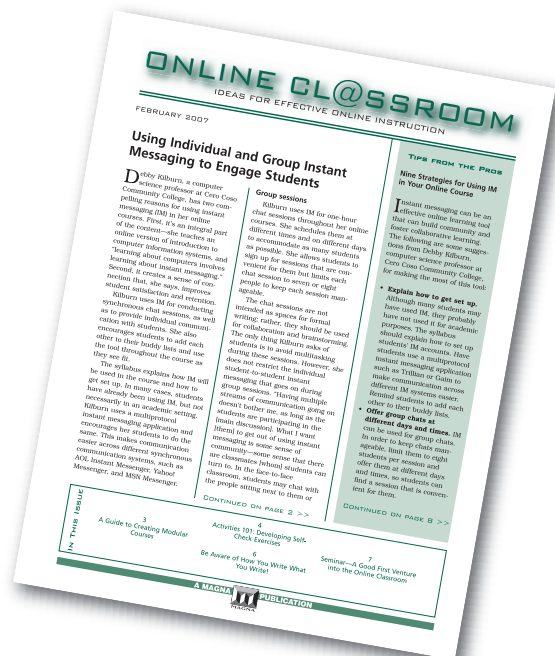 ONLINE CL@SSROOM
IDEAS FOR EFFECTIVE ONLINE INSTRUCTION
FEBRUARY 2007
Using Individual and Group Instant
Messaging to Engage Students
Debby Kilburn, a computer
science professor at Cero Coso
Community College, has two com-
pelling reasons for using instant
messaging (IM) in her online
courses. First, it's an integral part
of the content—she teaches an
online version of introduction to
computer information systems, and
"learning about computers involves
learning about instant messaging."
Second, it creates a sense of con-
nection that, she says, improves
student satisfaction and retention.
Kilburn uses IM for conducting
synchronous chat sessions, as well
as to provide individual communi-
cation with students. She also
encourages students to add each
other to their buddy lists and use
the tool throughout the course as
they see fit.
The syllabus explains how IM will
be used in the course and how to
get set up. In many cases, students
have already been using IM, but not
necessarily in an academic setting.
Kilburn uses a multiprotocol
instant messaging application and
encourages her students to do the
same. This makes communication
easier across different synchronous
communication systems, such as
AOL Instant Messenger, Yahoo!
Messenger, and MSN Messenger.
Group sessions
Kilburn uses IM for one-hour
chat sessions throughout her online
courses. She schedules them at
different times and on different days
to accommodate as many students
as possible. She allows students to
sign up for sessions that are con-
venient for them but limits each
chat session to seven or eight
people to keep each session man-
ageable.
The chat sessions are not
intended as spaces for formal
writing; rather, they should be used
for collaboration and brainstorming.
The only thing Kilburn asks of
students is to avoid multitasking
during these sessions. However, she
does not restrict the individual
student-to-student instant
messaging that goes on during
group sessions. "Having multiple
streams of communication going on
doesn't bother me, as long as the
students are participating in the
[main discussion]. What I want
[them] to get out of using instant
messaging is some sense of
community—some sense that there
are classmates [whom] students can
turn to. In the face-to-face
classroom, students may chat with
the people sitting next to them or
CONTINUED ON PAGE 2 >>
TIPS FROM THE PROS
Nine Strategies for Using IM
in Your Online Course
Instant messaging can be an
effective online learning tool
that can build community and
foster collaborative learning.
The following are some sugges-
tions from Debby Kilburn,
computer science professor at
Cerro Coso Community College,
for making the most of this tool:
• Explain how to get set up.
Although many students may
have used IM, they probably
have not used it for academic
purposes. The syllabus
should explain how to set up
students' IM accounts. Have
students use a multiprotocol
instant messaging application
such as Trillian or Gaim to
make communication across
different IM systems easier.
Remind students to add each
other to their buddy lists.
• Offer group chats at
different days and times. IM
can be used for group chats.
In order to keep chats man-
ageable, limit them to eight
students per session and
offer them at different days
and times, so students can
find a session that is conven-
ient for them.
CONTINUED ON PAGE 8 >>
IN THIS ISSUE
3
A Guide to Creating Modular
Courses
4
Activities 101: Developing Self-
Check Exercises
6
Be Aware of How You Write What
You Write!
7
Seminar—A Good First Venture
into the Online Classroom
A MAGNA PUBLICATION
MAGNA